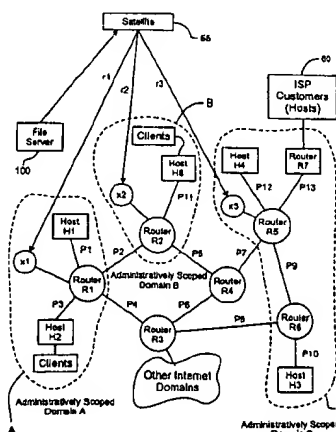 Satellite
55
60
r1
r2
r3
B
ISP
Customers
(Hosts)
File
Server
100
Clients
Host
H8
Host
H4
Router
R7
P12
P13
x2
P11
x3
Router
R5
Host
H1
x1
P1
P2
Router
R2
P5
P7
Administratively Scoped
Domain B
Router
R1
Router
R4
P9
P3
P4
P6
Host
H2
Clients
Router
R3
P8
Router
R6
P10
Host
H3
Other Internet
Domains
Administratively Scoped
Domain A
A
Administratively Scope